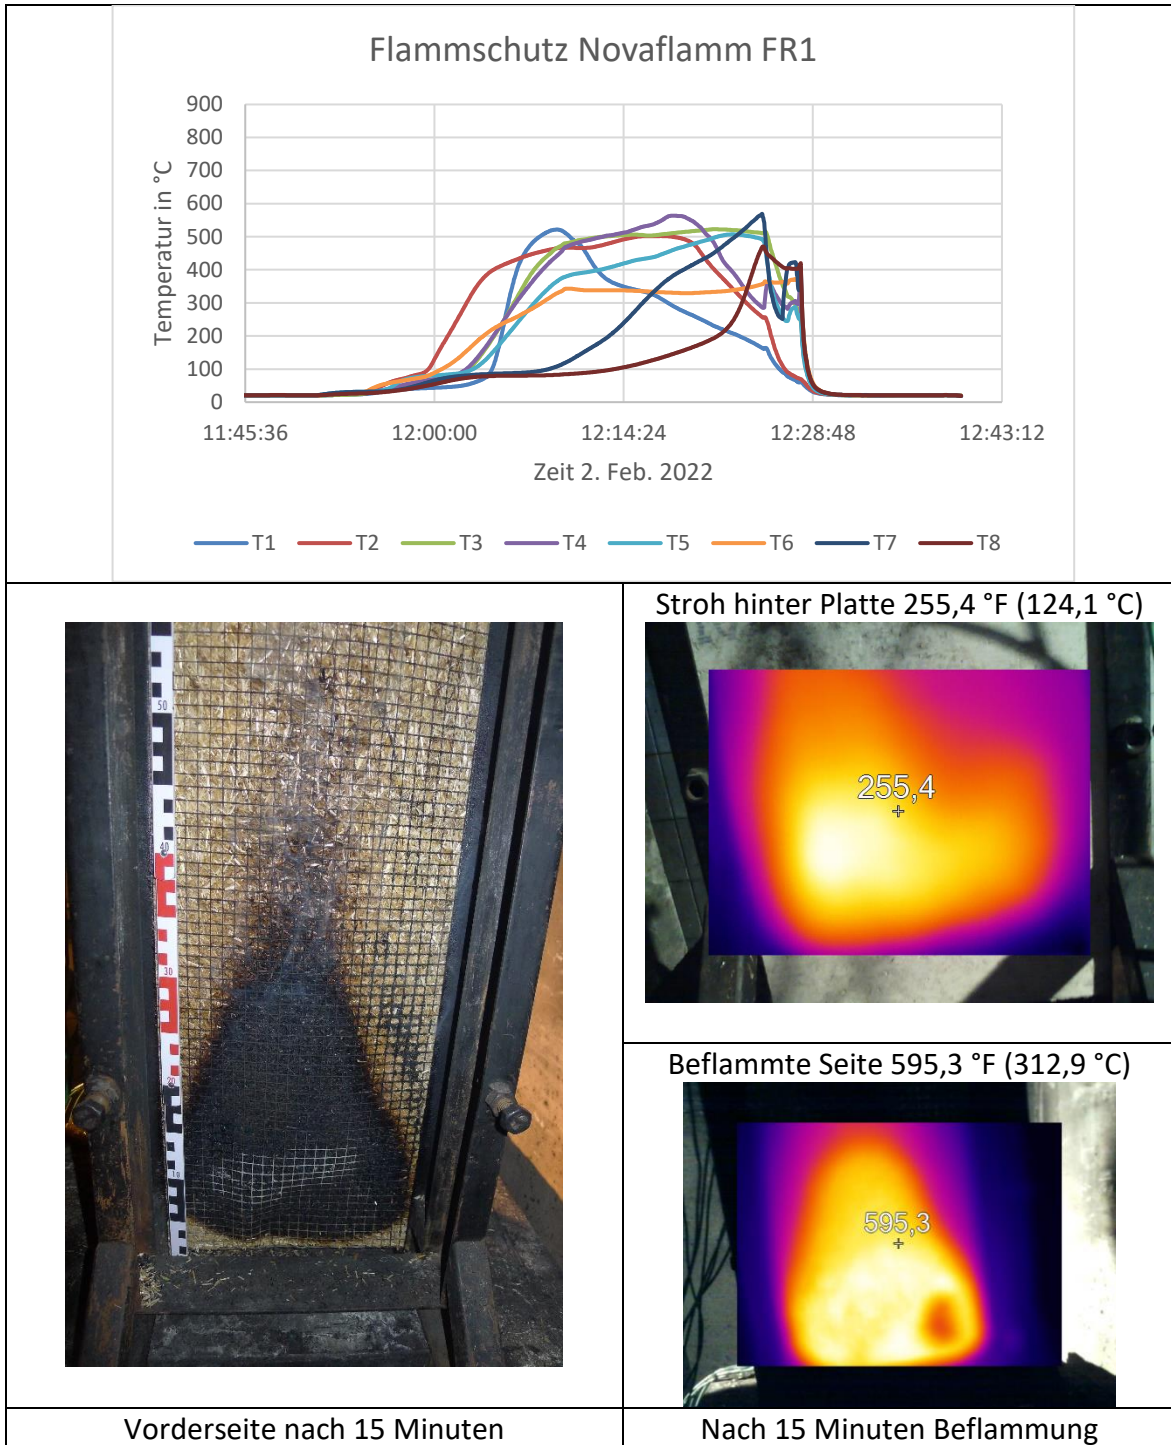 Flammschutz Novaflamm FR1
Temperatur in °C
900
800
700
600
500
400
300
200
100
0
11:45:36 12:00:00 12:14:24 12:28:48 12:43:12
Zeit 2. Feb. 2022
T1 T2 T3 T4 T5 T6 T7 T8
Stroh hinter Platte 255,4 °F (124,1 °C)
255,4
50
40
30
20
10
Beflammte Seite 595,3 °F (312,9 °C)
595,3
Vorderseite nach 15 Minuten
Nach 15 Minuten Beflammung